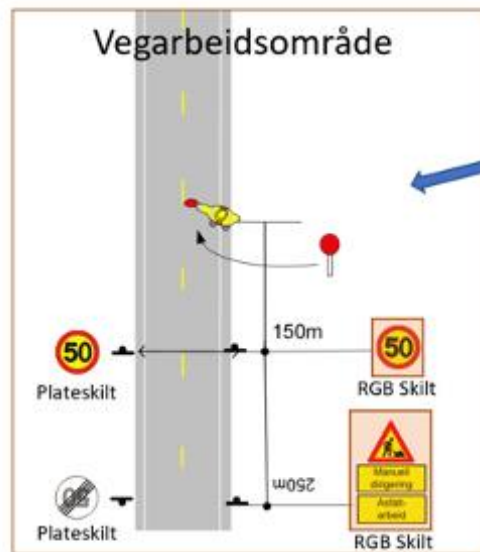 Vegarbeidsområde
150m
50
Plateskilt
50
RGB Skilt
250m
Manuell
dirigering
Asfalt-
arbeid
Plateskilt
RGB Skilt